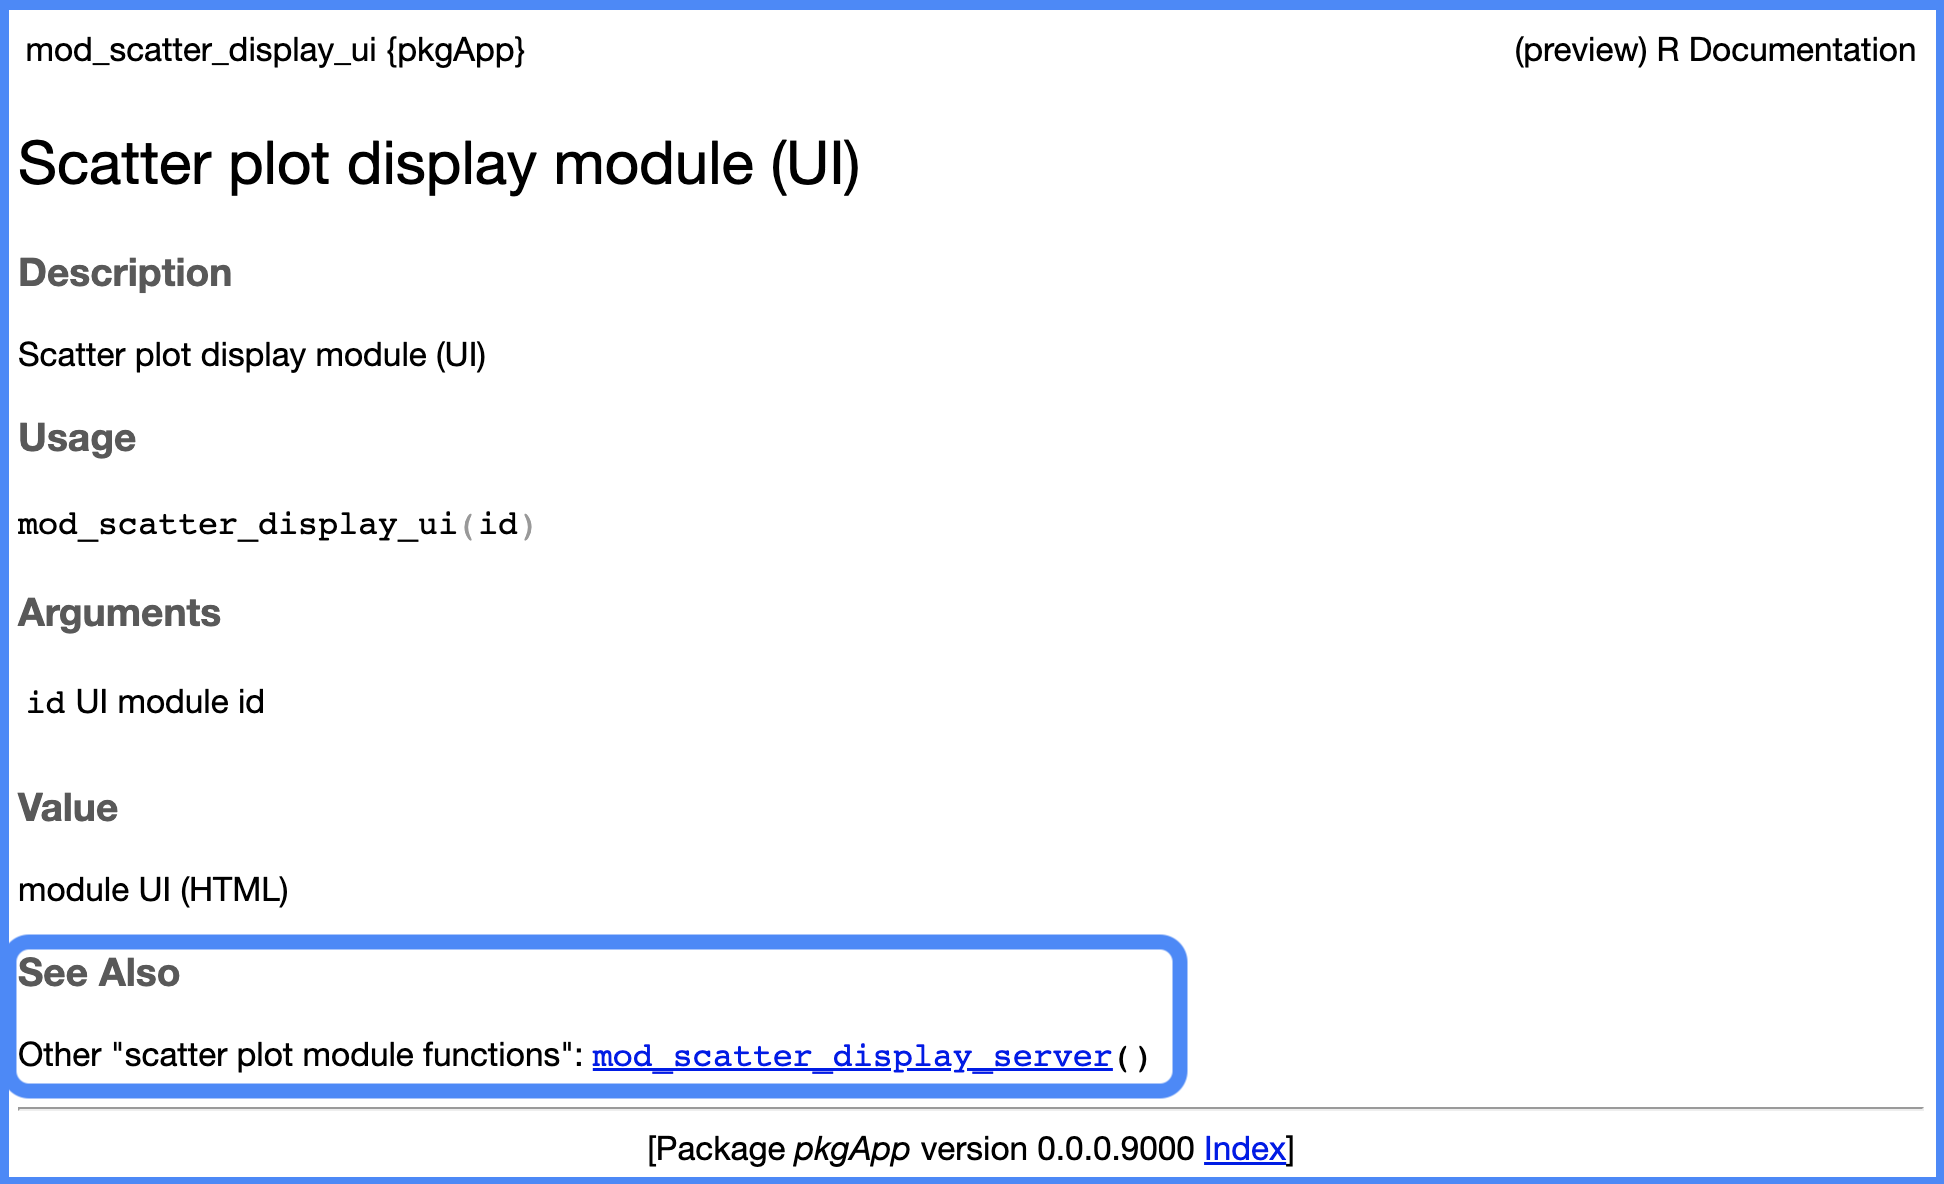 mod_scatter_display_ui {pkgApp} (preview) R Documentation
Scatter plot display module (UI)
Description
Scatter plot display module (UI)
Usage
mod_scatter_display_ui(id)
Arguments
id UI module id
Value
module UI (HTML)
See Also
Other "scatter plot module functions": mod_scatter_display_server()
[Package pkgApp version 0.0.0.9000 Index]